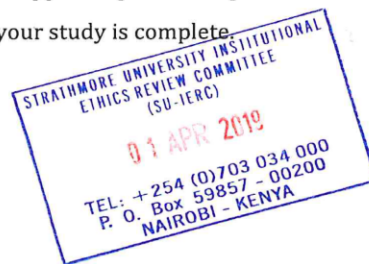 your study is complete.
STRATHMORE UNIVERSITY INSTITUTIONAL
ETHICS REVIEW COMMITTEE
(SU-IERC)
01 APR 2019
TEL: +254 (0)703 034 000
P. O. Box 59857 - 00200
NAIROBI - KENYA